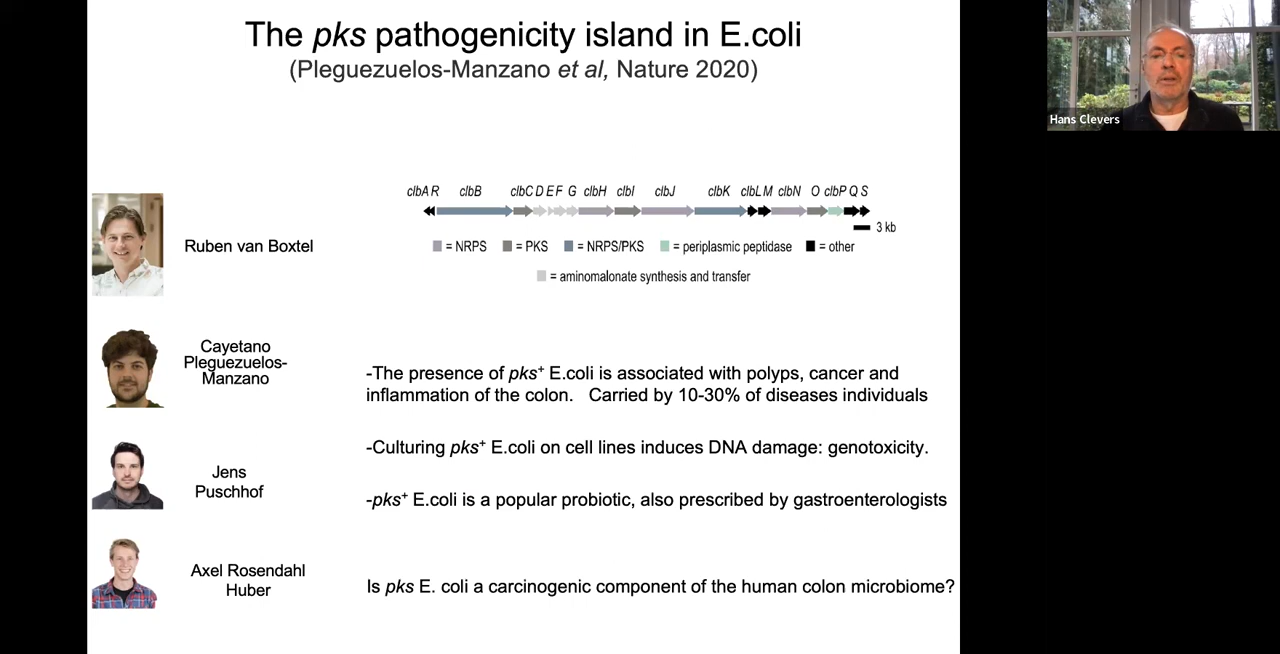 The pks pathogenicity island in E.coli
(Pleguezuelos-Manzano et al, Nature 2020)
Hans Clevers
clbA R clbB clbC D E F G clbH clbI clbJ clbK clbL M clbN O clbP Q S
3 kb
= NRPS = PKS = NRPS/PKS = periplasmic peptidase = other
= aminomalonate synthesis and transfer
Ruben van Boxtel
Cayetano
Pleguezuelos-
Manzano
-The presence of pks+ E.coli is associated with polyps, cancer and
inflammation of the colon. Carried by 10-30% of diseases individuals
-Culturing pks+ E.coli on cell lines induces DNA damage: genotoxicity.
Jens
Puschhof
-pks+ E.coli is a popular probiotic, also prescribed by gastroenterologists
Axel Rosendahl
Huber
Is pks E. coli a carcinogenic component of the human colon microbiome?